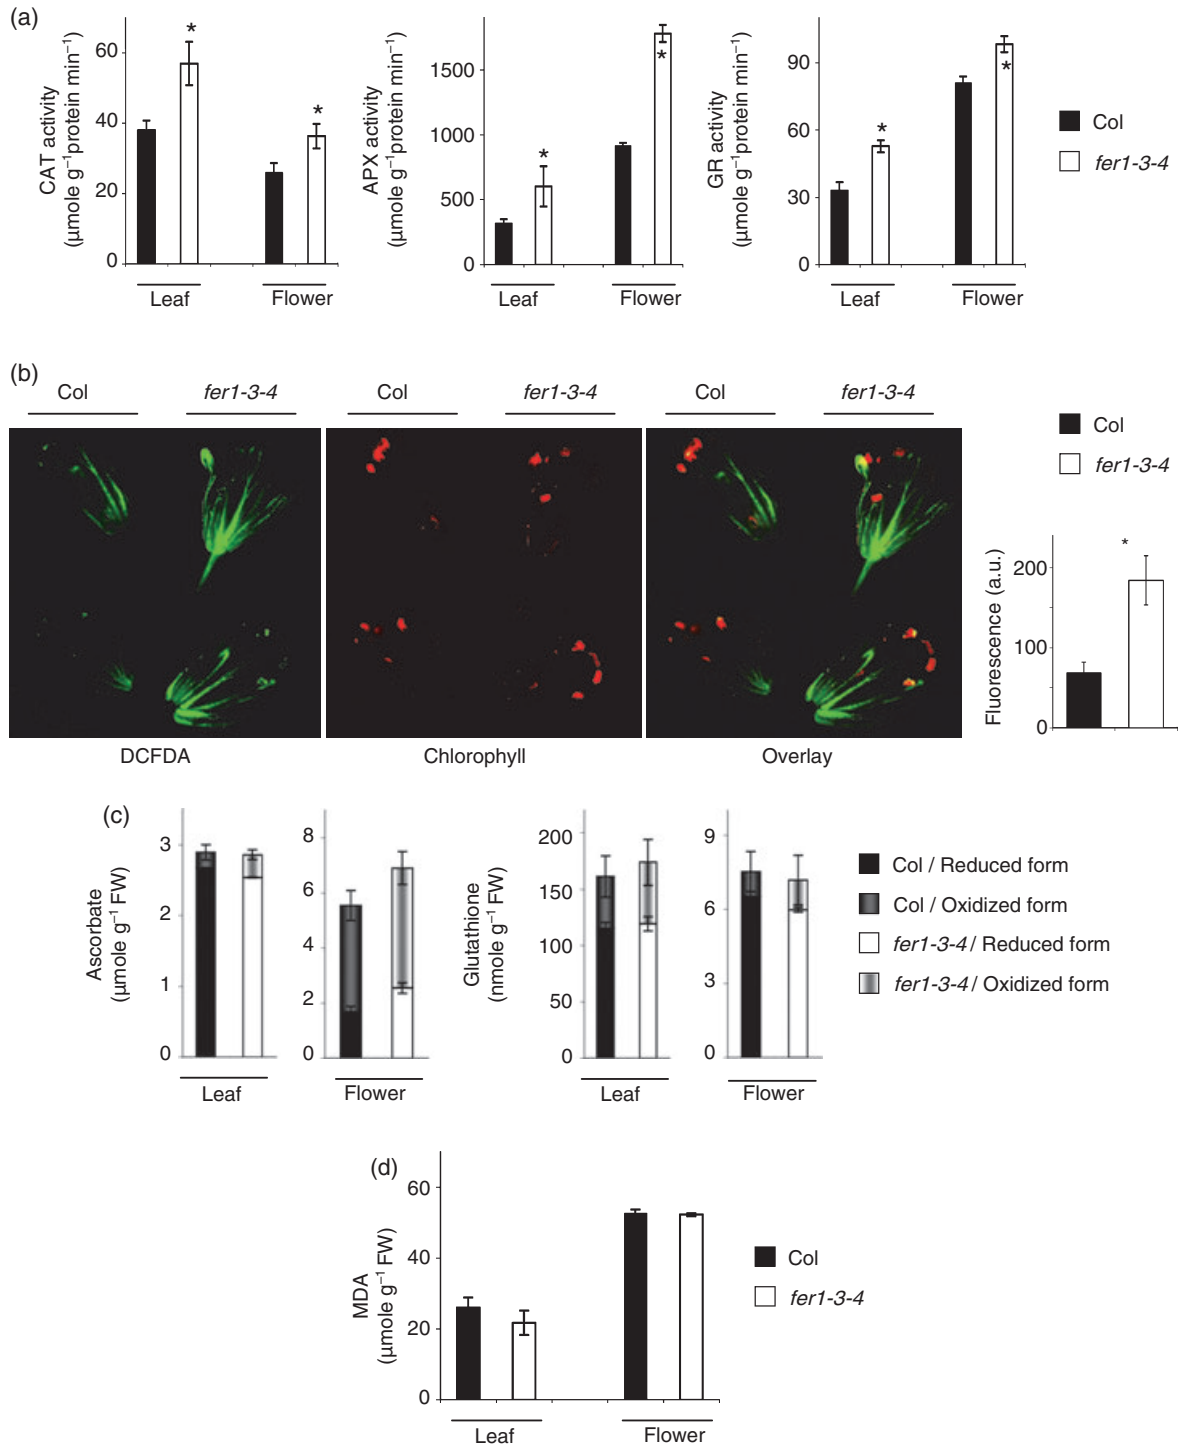 (a)
CAT activity
(µmole g⁻¹protein min⁻¹)
60
40
20
0
*
*
Leaf
Flower
APX activity
(µmole g⁻¹protein min⁻¹)
1500
1000
500
0
*
*
Leaf
Flower
GR activity
(µmole g⁻¹protein min⁻¹)
90
60
30
0
*
*
Leaf
Flower
Col
fer1-3-4
(b)
Col
fer1-3-4
Col
fer1-3-4
Col
fer1-3-4
DCFDA
Chlorophyll
Overlay
Col
fer1-3-4
Fluorescence (a.u.)
200
100
0
*
(c)
Ascorbate
(µmole g⁻¹ FW)
3
2
1
0
Leaf
8
6
4
2
0
Flower
Glutathione
(nmole g⁻¹ FW)
200
150
100
50
0
Leaf
9
6
3
0
Flower
Col / Reduced form
Col / Oxidized form
fer1-3-4 / Reduced form
fer1-3-4 / Oxidized form
(d)
MDA
(µmole g⁻¹ FW)
60
40
20
0
Leaf
Flower
Col
fer1-3-4